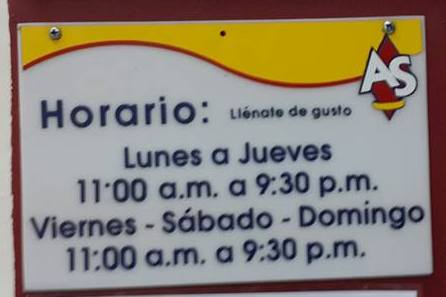 AS
Horario: Llénate de gusto
Lunes a Jueves
11:00 a.m. a 9:30 p.m.
Viernes - Sábado - Domingo
11:00 a.m. a 9:30 p.m.